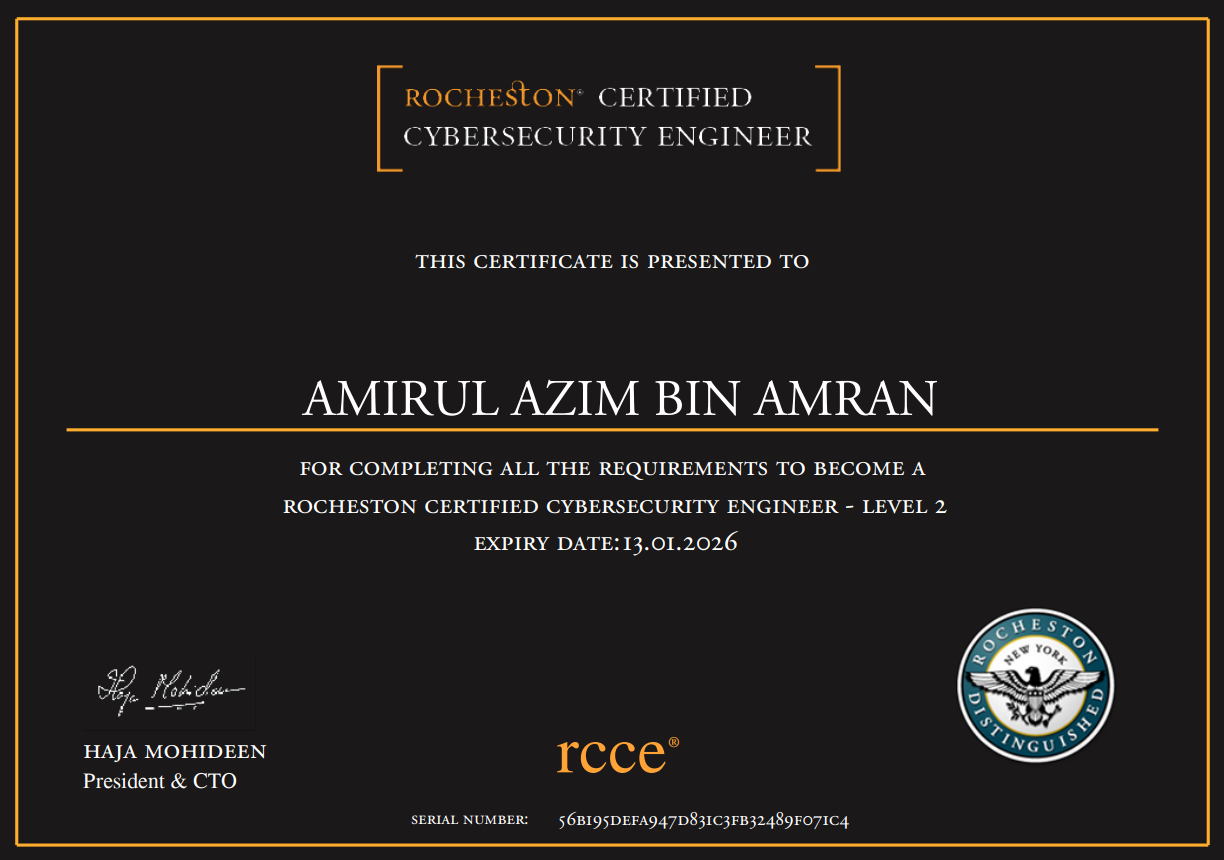 ROCHESTON® CERTIFIED
CYBERSECURITY ENGINEER
THIS CERTIFICATE IS PRESENTED TO
AMIRUL AZIM BIN AMRAN
FOR COMPLETING ALL THE REQUIREMENTS TO BECOME A
ROCHESTON CERTIFIED CYBERSECURITY ENGINEER - LEVEL 2
EXPIRY DATE:13.01.2026
ROCHESTON
NEW YORK
DISTINGUISHED
Haja Mohideen
HAJA MOHIDEEN
President & CTO
rcce®
SERIAL NUMBER: 56B195DEFA947D831C3FB32489F071C4